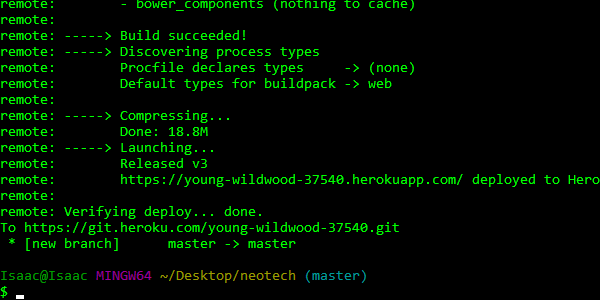 remote:        - bower_components (nothing to cache)
remote:
remote: -----> Build succeeded!
remote: -----> Discovering process types
remote:        Procfile declares types     -> (none)
remote:        Default types for buildpack -> web
remote:
remote: -----> Compressing...
remote:        Done: 18.8M
remote: -----> Launching...
remote:        Released v3
remote:        https://young-wildwood-37540.herokuapp.com/ deployed to Hero
remote:
remote: Verifying deploy... done.
To https://git.heroku.com/young-wildwood-37540.git
 * [new branch]      master -> master
Isaac@Isaac MINGW64 ~/Desktop/neotech (master)
$